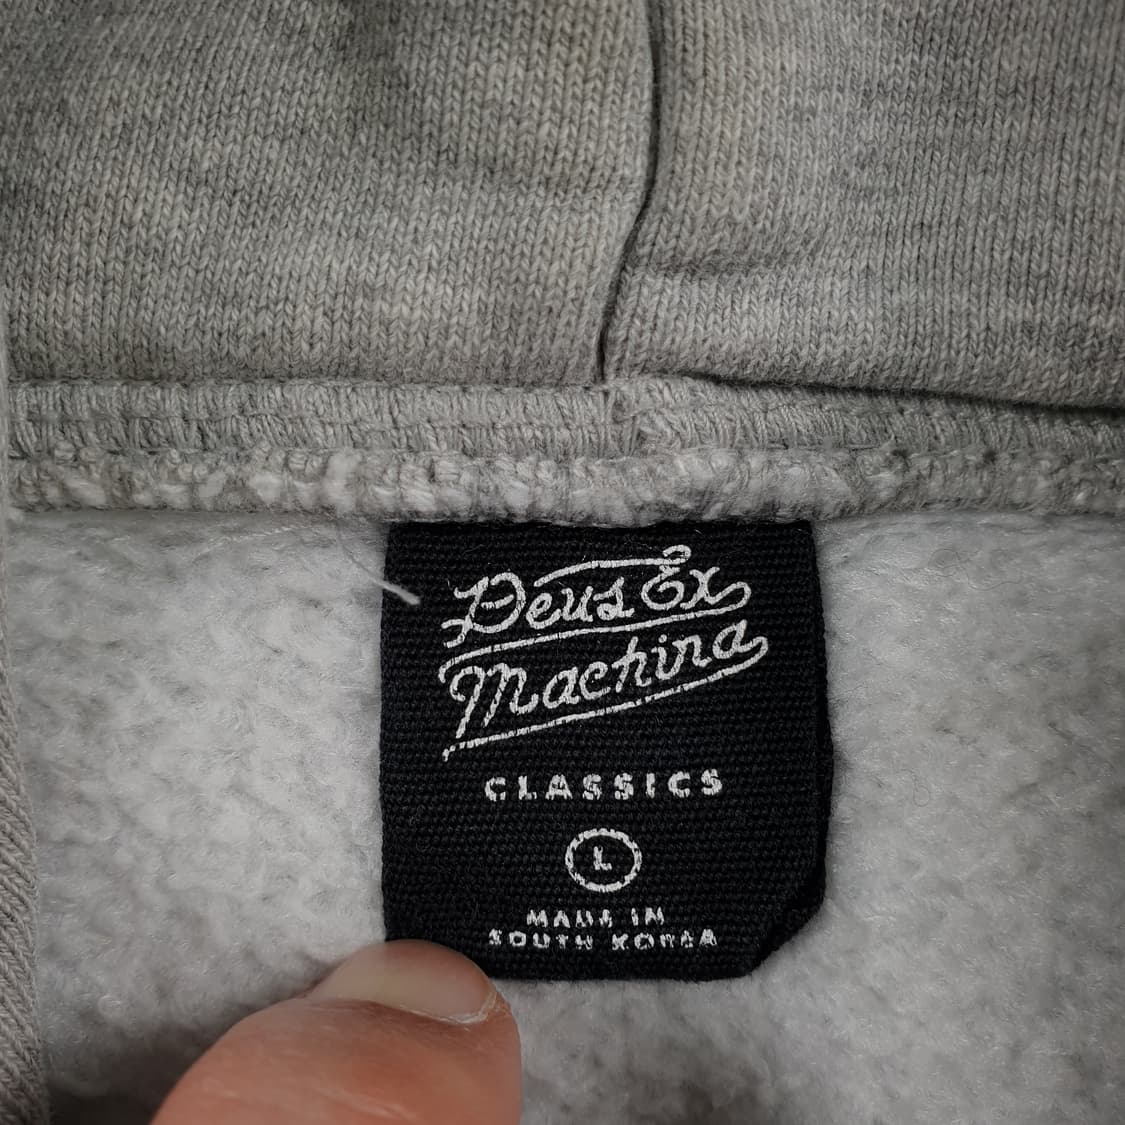 Deus Ex
Machina
CLASSICS
L
MADE IN
SOUTH KOREA